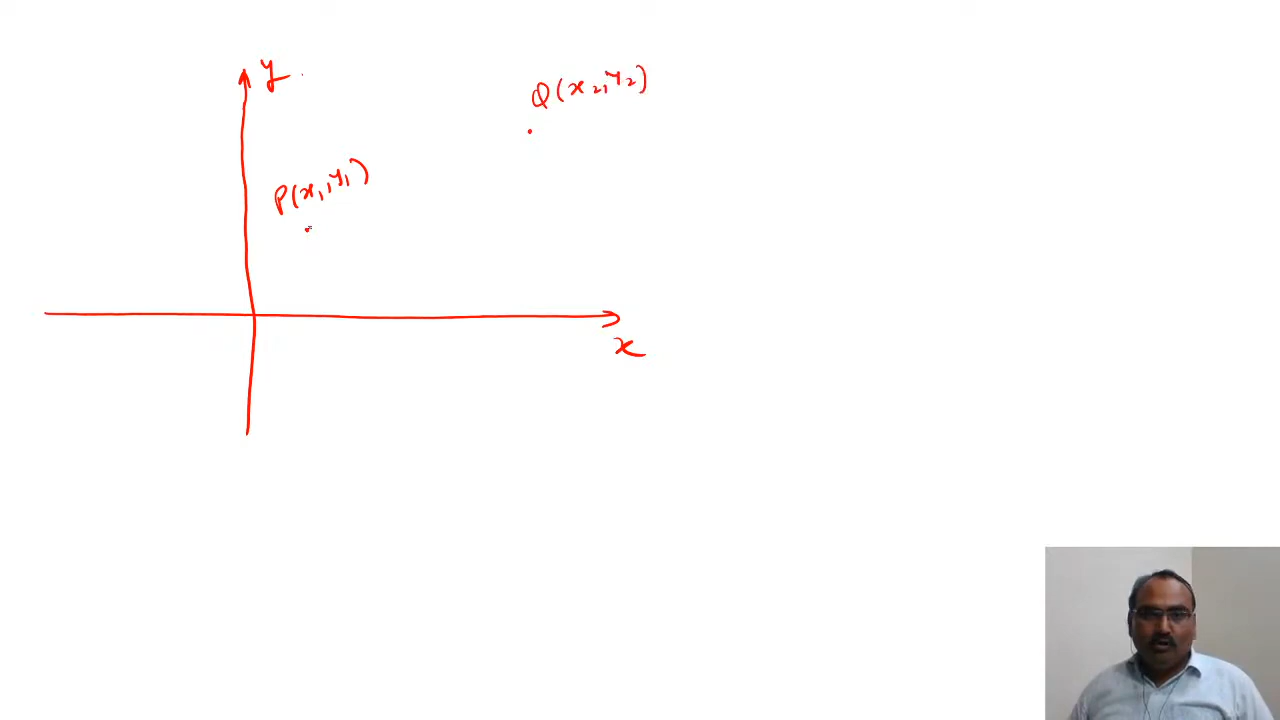 y
Q(x₂,y₂)
P(x₁,y₁)
x